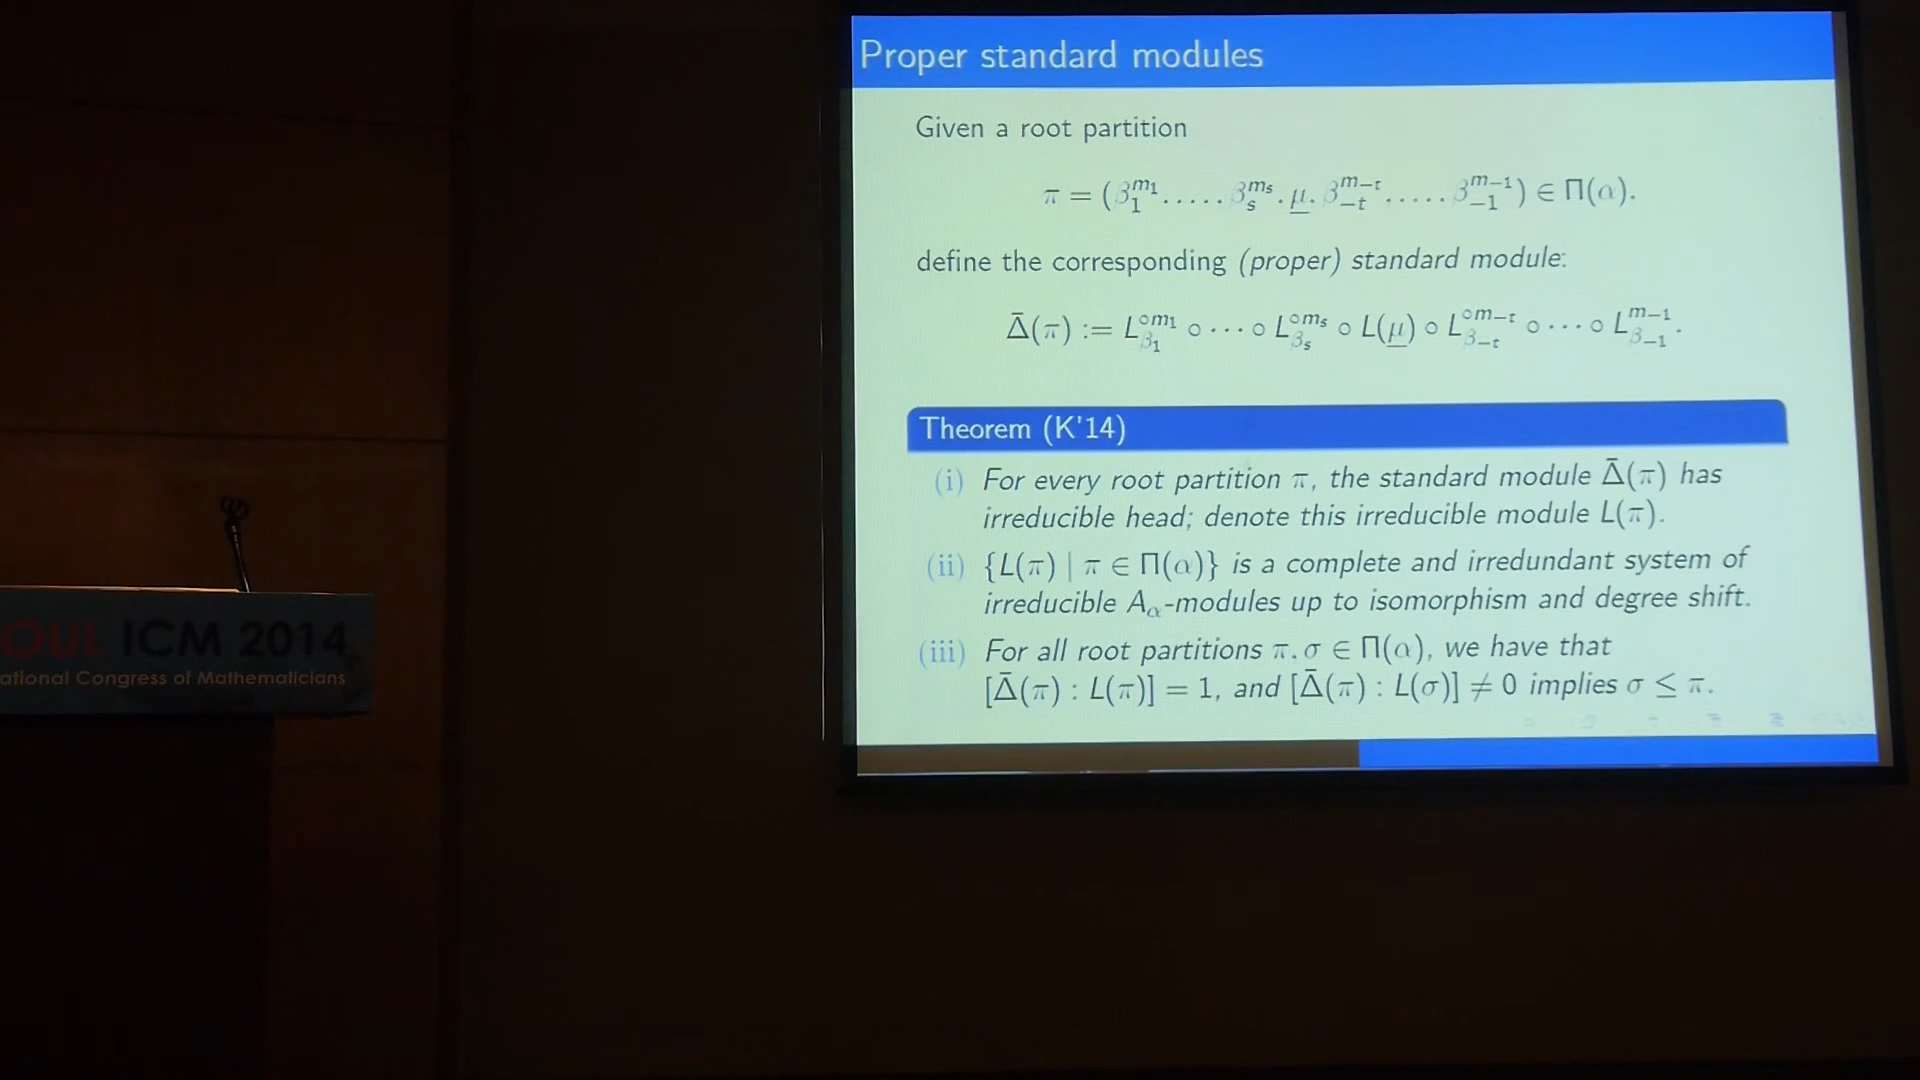 Proper standard modules
Given a root partition
π = (β₁^{m₁}, ..., β_s^{m_s}, μ̲, β_{−t}^{m_{−t}}, ..., β_{−1}^{m_{−1}}) ∈ Π(α).
define the corresponding (proper) standard module:
Δ̄(π) := L_{β₁}^{∘m₁} ∘ ··· ∘ L_{β_s}^{∘m_s} ∘ L(μ̲) ∘ L_{β_{−t}}^{∘m_{−t}} ∘ ··· ∘ L_{β_{−1}}^{m_{−1}}.
Theorem (K'14)
(i) For every root partition π, the standard module Δ̄(π) has
irreducible head; denote this irreducible module L(π).
(ii) {L(π) | π ∈ Π(α)} is a complete and irredundant system of
irreducible A_α-modules up to isomorphism and degree shift.
(iii) For all root partitions π, σ ∈ Π(α), we have that
[Δ̄(π) : L(π)] = 1, and [Δ̄(π) : L(σ)] ≠ 0 implies σ ≤ π.
OUL ICM 2014
ational Congress of Mathematicians